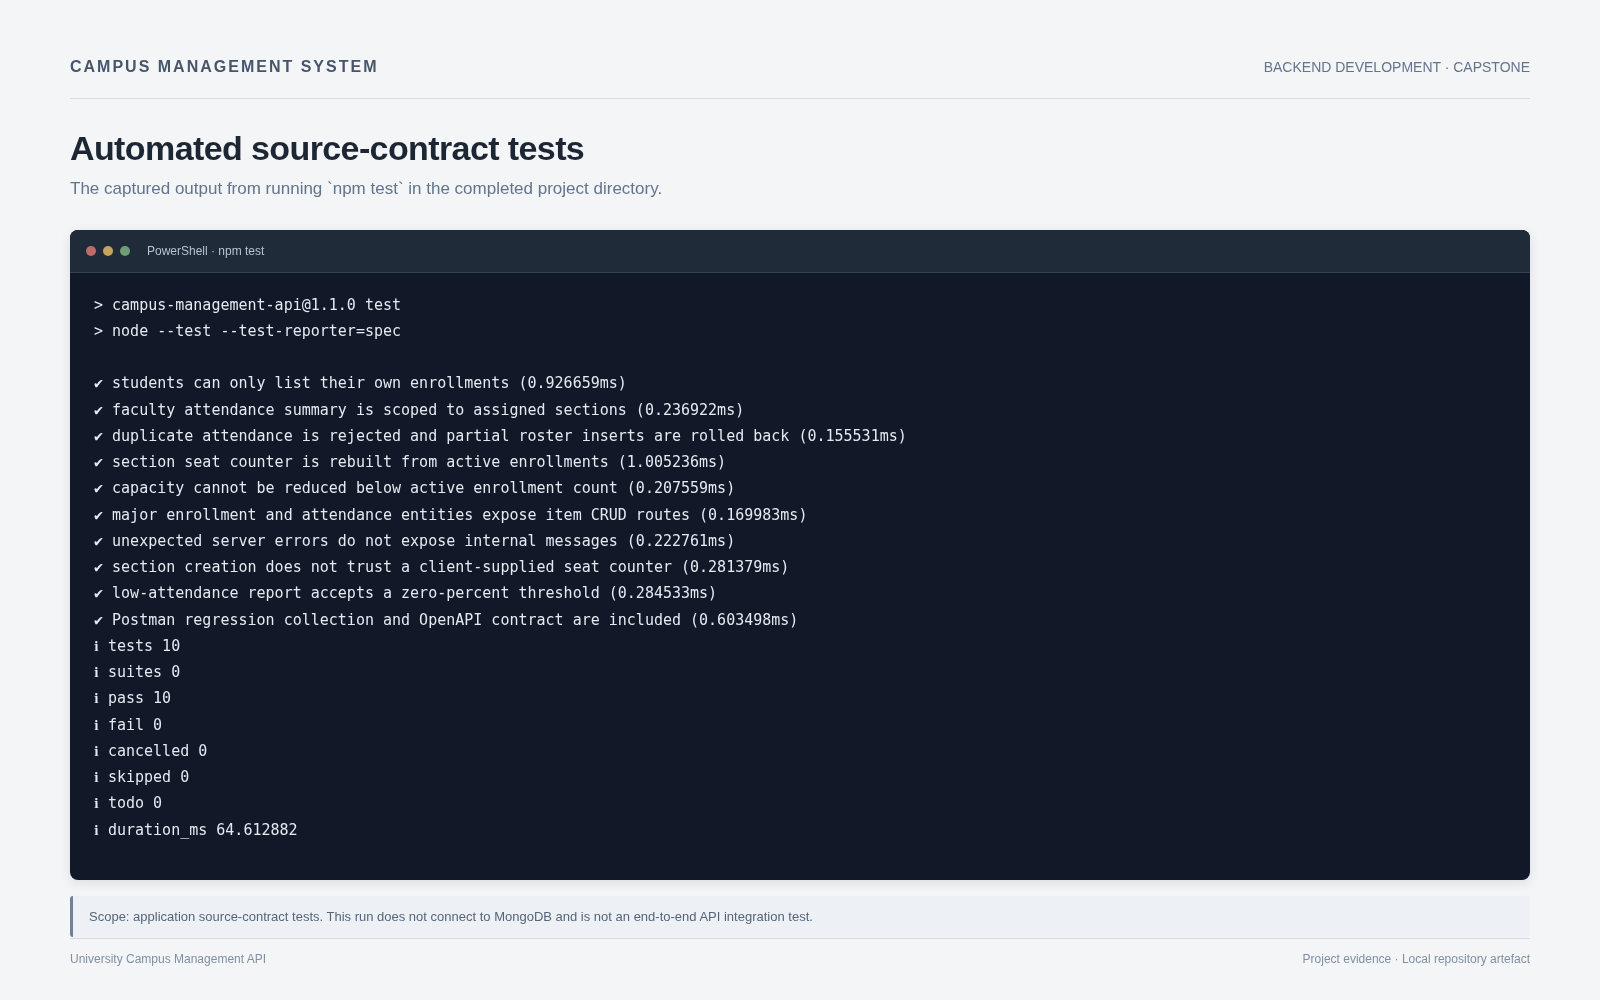 CAMPUS MANAGEMENT SYSTEM
BACKEND DEVELOPMENT · CAPSTONE
Automated source-contract tests
The captured output from running `npm test` in the completed project directory.
PowerShell · npm test
> campus-management-api@1.1.0 test
> node --test --test-reporter=spec
✔ students can only list their own enrollments (0.926659ms)
✔ faculty attendance summary is scoped to assigned sections (0.236922ms)
✔ duplicate attendance is rejected and partial roster inserts are rolled back (0.155531ms)
✔ section seat counter is rebuilt from active enrollments (1.005236ms)
✔ capacity cannot be reduced below active enrollment count (0.207559ms)
✔ major enrollment and attendance entities expose item CRUD routes (0.169983ms)
✔ unexpected server errors do not expose internal messages (0.222761ms)
✔ section creation does not trust a client-supplied seat counter (0.281379ms)
✔ low-attendance report accepts a zero-percent threshold (0.284533ms)
✔ Postman regression collection and OpenAPI contract are included (0.603498ms)
ℹ tests 10
ℹ suites 0
ℹ pass 10
ℹ fail 0
ℹ cancelled 0
ℹ skipped 0
ℹ todo 0
ℹ duration_ms 64.612882
Scope: application source-contract tests. This run does not connect to MongoDB and is not an end-to-end API integration test.
University Campus Management API
Project evidence · Local repository artefact